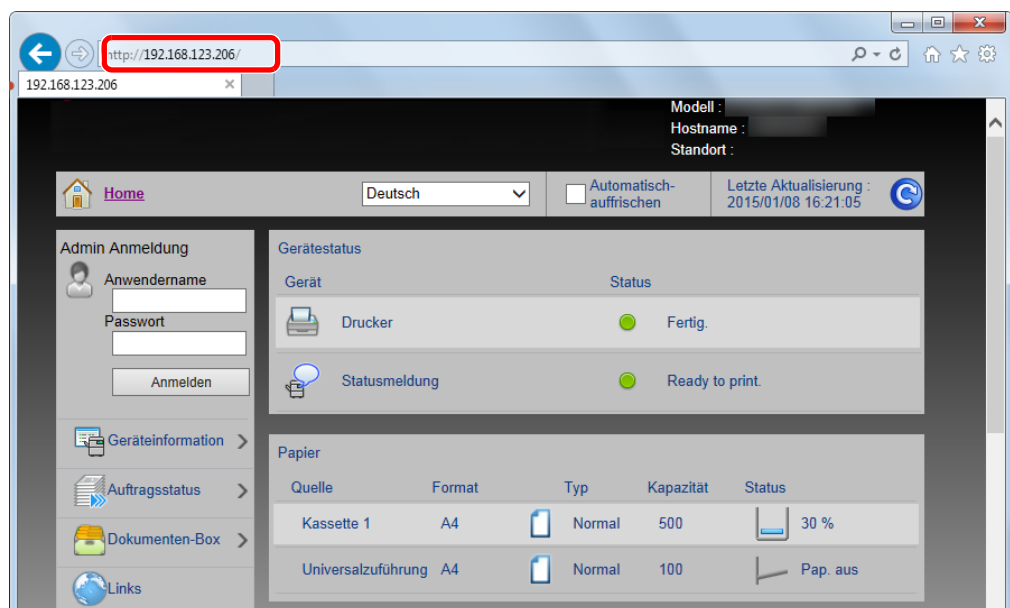 http://192.168.123.206/
192.168.123.206
Modell :
Hostname :
Standort :
Home
Deutsch
Automatisch-
auffrischen
Letzte Aktualisierung :
2015/01/08 16:21:05
Admin Anmeldung
Anwendername
Passwort
Anmelden
Geräteinformation
Auftragsstatus
Dokumenten-Box
Links
Gerätestatus
Gerät Status
Drucker Fertig.
Statusmeldung Ready to print.
Papier
Quelle Format Typ Kapazität Status
Kassette 1 A4 Normal 500 30 %
Universalzuführung A4 Normal 100 Pap. aus